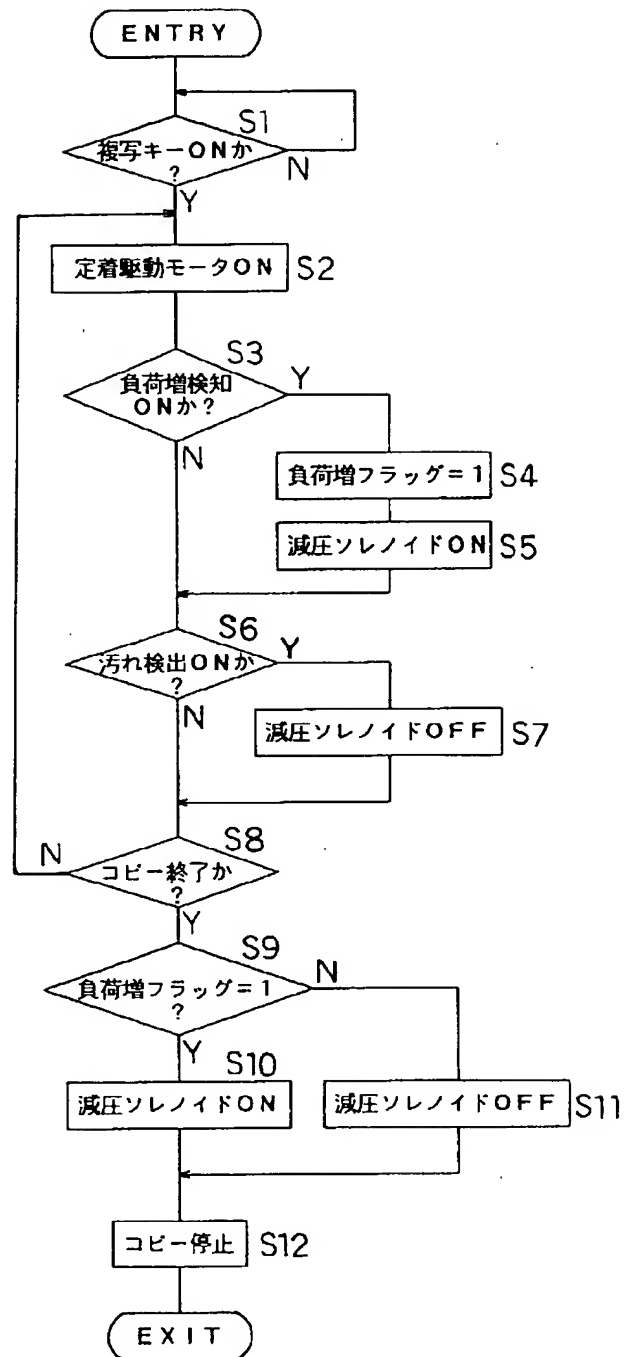 ENTRY
S1
複写キーONか
?
N
Y
定着駆動モータON
S2
S3
負荷増検知
ONか?
Y
N
負荷増フラッグ=1
S4
減圧ソレノイドON
S5
S6
汚れ検出ONか
?
Y
N
減圧ソレノイドOFF
S7
S8
N
コピー終了か
?
Y
S9
負荷増フラッグ=1
?
N
Y
S10
減圧ソレノイドON
減圧ソレノイドOFF
S11
コピー停止
S12
EXIT